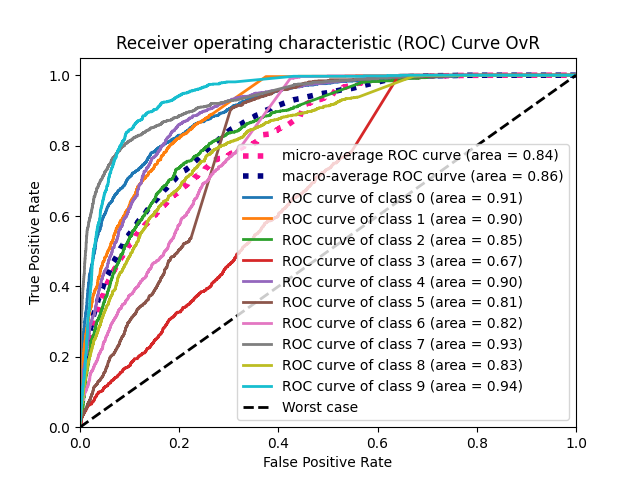 Receiver operating characteristic (ROC) Curve OvR
True Positive Rate
1.0
0.8
0.6
0.4
0.2
0.0
micro-average ROC curve (area = 0.84)
macro-average ROC curve (area = 0.86)
ROC curve of class 0 (area = 0.91)
ROC curve of class 1 (area = 0.90)
ROC curve of class 2 (area = 0.85)
ROC curve of class 3 (area = 0.67)
ROC curve of class 4 (area = 0.90)
ROC curve of class 5 (area = 0.81)
ROC curve of class 6 (area = 0.82)
ROC curve of class 7 (area = 0.93)
ROC curve of class 8 (area = 0.83)
ROC curve of class 9 (area = 0.94)
Worst case
0.0 0.2 0.4 0.6 0.8 1.0
False Positive Rate